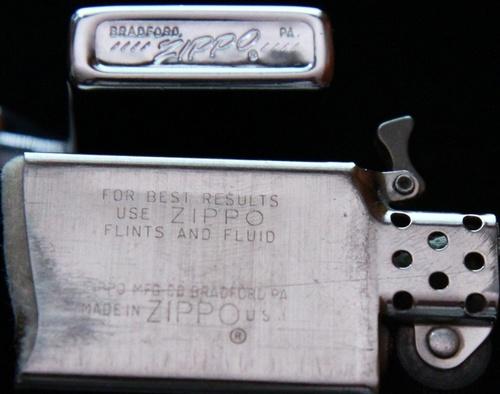 BRADFORD, PA.
//// ZIPPO ® ////
FOR BEST RESULTS
USE ZIPPO
FLINTS AND FLUID
ZIPPO MFG CO BRADFORD PA
MADE IN ZIPPO U S A
®